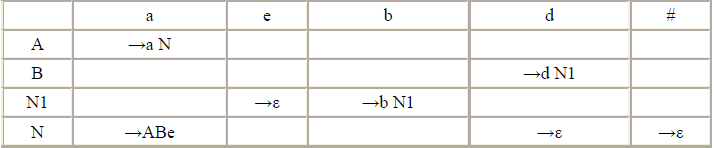 a e b d #
A →a N
B →d N1
N1 →ε →b N1
N →ABe →ε →ε